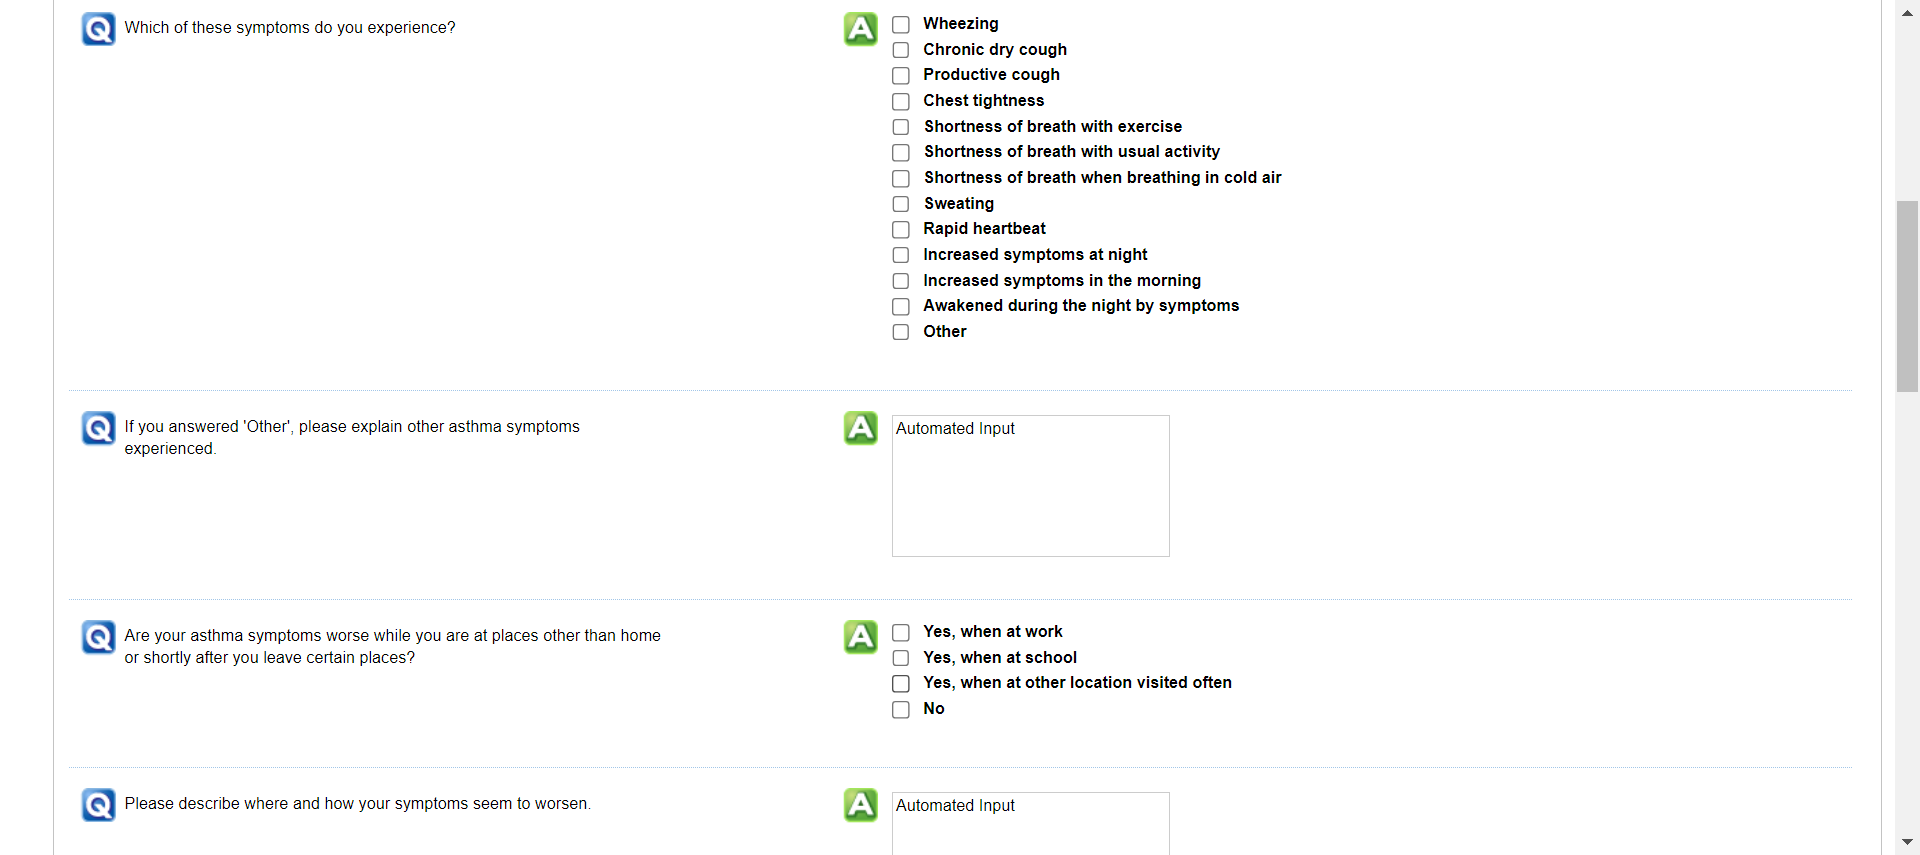 Q Which of these symptoms do you experience?
A
Wheezing
Chronic dry cough
Productive cough
Chest tightness
Shortness of breath with exercise
Shortness of breath with usual activity
Shortness of breath when breathing in cold air
Sweating
Rapid heartbeat
Increased symptoms at night
Increased symptoms in the morning
Awakened during the night by symptoms
Other
Q If you answered 'Other', please explain other asthma symptoms
experienced.
A Automated Input
Q Are your asthma symptoms worse while you are at places other than home
or shortly after you leave certain places?
A
Yes, when at work
Yes, when at school
Yes, when at other location visited often
No
Q Please describe where and how your symptoms seem to worsen.
A Automated Input